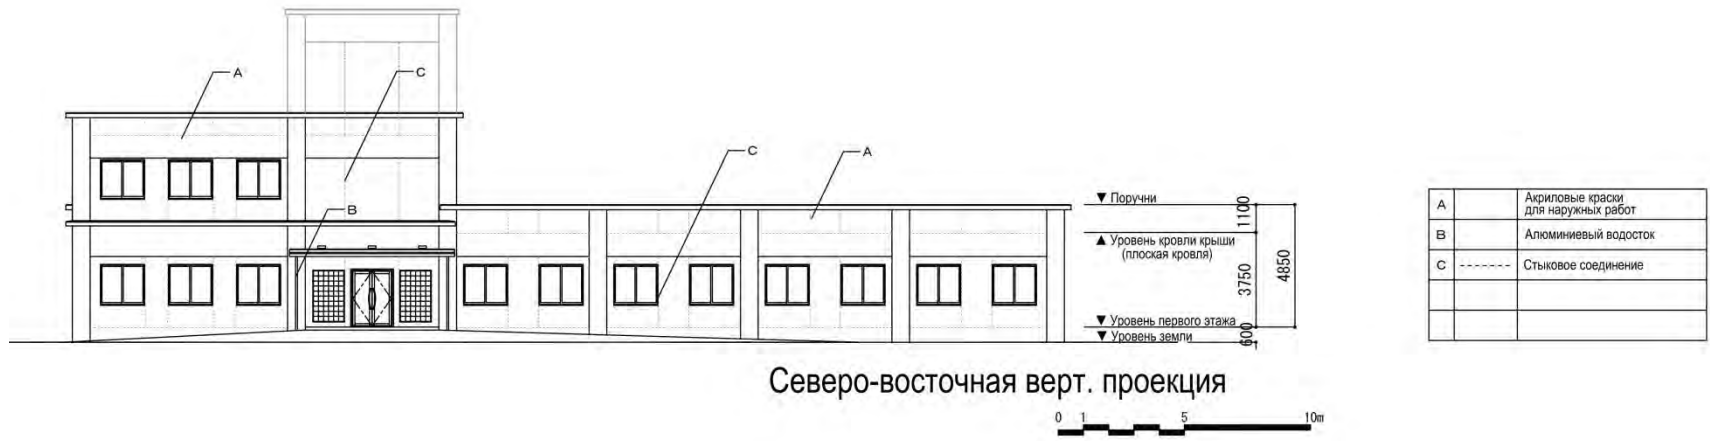 A
C
B
C
A
▼ Поручни
▲ Уровень кровли крыши
(плоская кровля)
▼ Уровень первого этажа
▼ Уровень земли
1100
3750
600
4850
A Акриловые краски
для наружных работ
B Алюминиевый водосток
C Стыковое соединение
Северо-восточная верт. проекция
0 1 5 10m